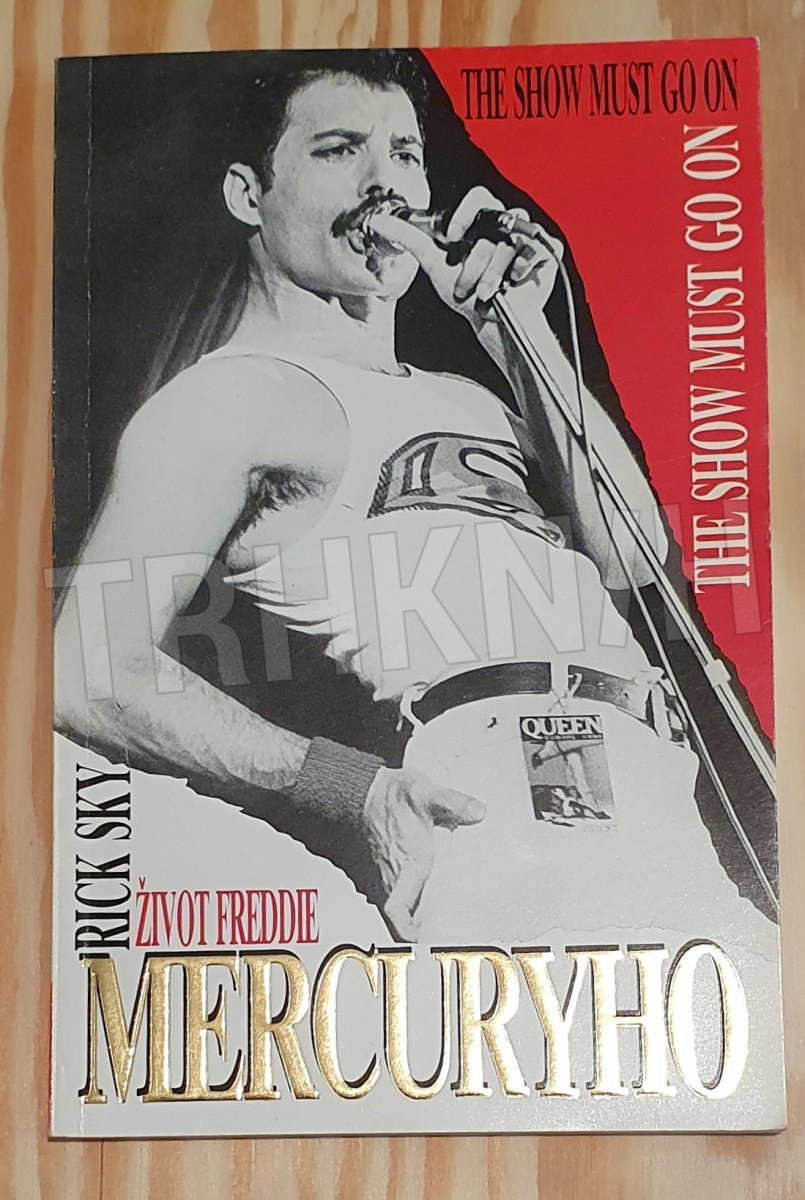 THE SHOW MUST GO ON
THE SHOW MUST GO ON
QUEEN
TRHKNIH
RICK SKY
ŽIVOT FREDDIE
MERCURYHO